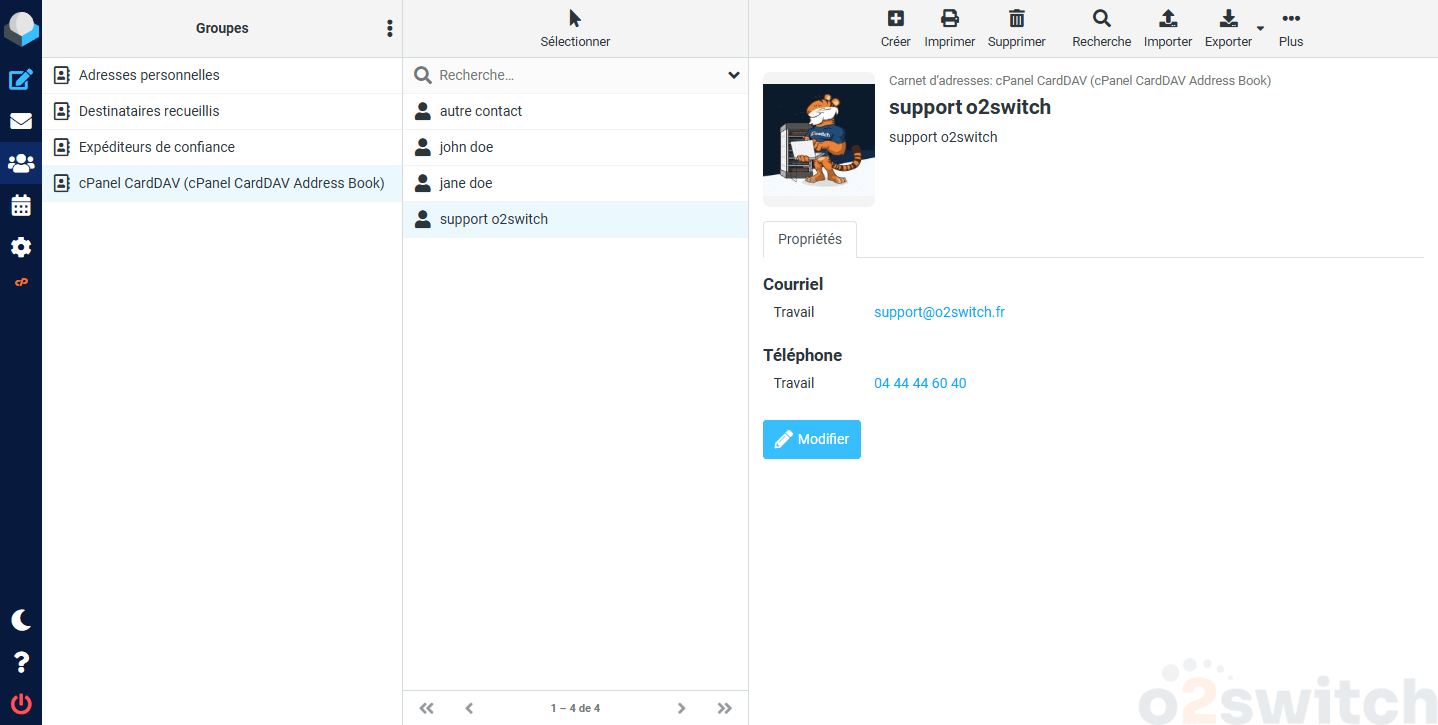 Groupes
Adresses personnelles
Destinataires recueillis
Expéditeurs de confiance
cPanel CardDAV (cPanel CardDAV Address Book)
cP
Sélectionner
Recherche...
autre contact
john doe
jane doe
support o2switch
1 – 4 de 4
Créer
Imprimer
Supprimer
Recherche
Importer
Exporter
Plus
Carnet d'adresses: cPanel CardDAV (cPanel CardDAV Address Book)
support o2switch
support o2switch
Propriétés
Courriel
Travail support@o2switch.fr
Téléphone
Travail 04 44 44 60 40
Modifier
o2switch